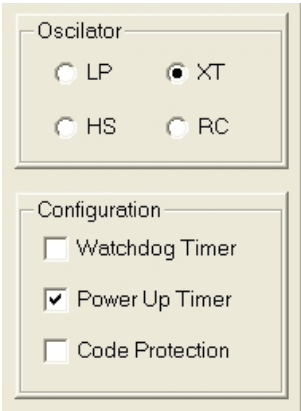 Oscilator
LP XT
HS RC
Configuration
Watchdog Timer
Power Up Timer
Code Protection